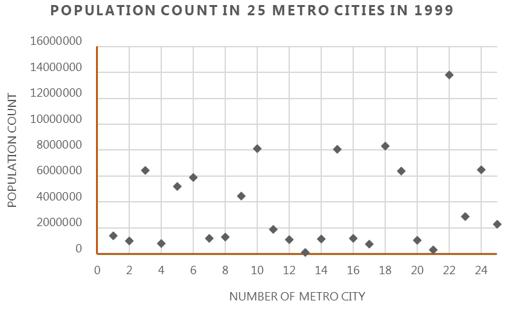 POPULATION COUNT IN 25 METRO CITIES IN 1999
16000000
14000000
12000000
10000000
8000000
6000000
4000000
2000000
0
POPULATION COUNT
0 2 4 6 8 10 12 14 16 18 20 22 24
NUMBER OF METRO CITY